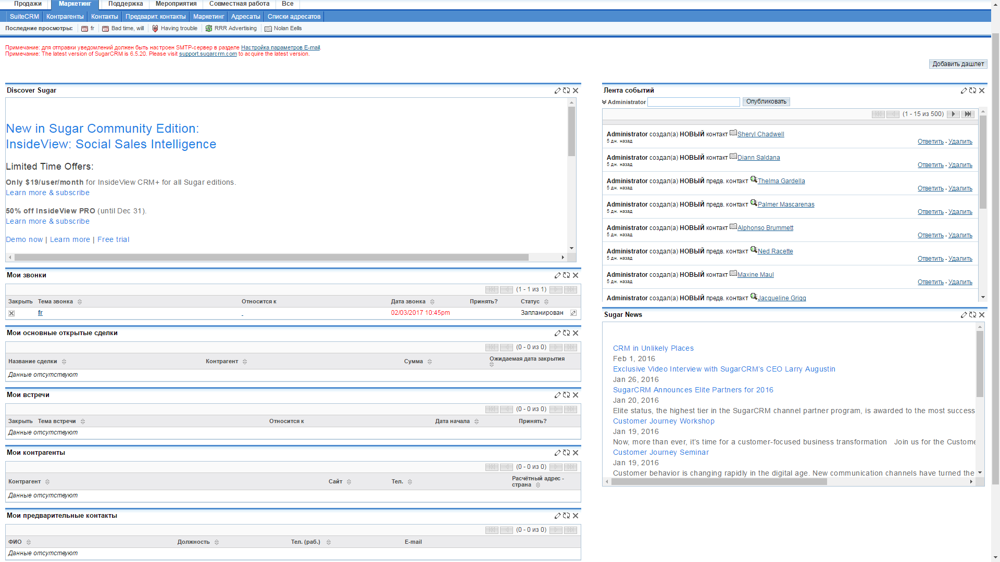 Продажи Маркетинг Поддержка Мероприятия Совместная работа Все
SuiteCRM Контрагенты Контакты Предварит. контакты Маркетинг Адресаты Списки адресатов
Последние просмотры: fr Bad time, will Having trouble RRR Advertising Nolan Eells
Примечание: для отправки уведомлений должен быть настроен SMTP-сервер в разделе Настройка параметров E-mail.
Примечание: The latest version of SugarCRM is 6.5.20. Please visit support.sugarcrm.com to acquire the latest version.
Добавить дашлет
Discover Sugar
New in Sugar Community Edition:
InsideView: Social Sales Intelligence
Limited Time Offers:
Only $19/user/month for InsideView CRM+ for all Sugar editions.
Learn more & subscribe
50% off InsideView PRO (until Dec 31).
Learn more & subscribe
Demo now | Learn more | Free trial
Мои звонки
(1 - 1 из 1)
Закрыть Тема звонка Относится к Дата звонка Принять? Статус
fr 02/03/2017 10:45pm Запланирован
Мои основные открытые сделки
(0 - 0 из 0)
Название сделки Контрагент Сумма Ожидаемая дата закрытия
Данные отсутствуют
Мои встречи
(0 - 0 из 0)
Закрыть Тема встречи Относится к Дата начала Принять?
Данные отсутствуют
Мои контрагенты
(0 - 0 из 0)
Контрагент Сайт Тел. Расчётный адрес -
страна
Данные отсутствуют
Мои предварительные контакты
(0 - 0 из 0)
ФИО Должность Тел. (раб.) E-mail
Данные отсутствуют
Лента событий
Administrator Опубликовать
(1 - 15 из 500)
Administrator создал(а) НОВЫЙ контакт Sheryl Chadwell
5 дн. назад Ответить - Удалить
Administrator создал(а) НОВЫЙ контакт Diann Saldana
5 дн. назад Ответить - Удалить
Administrator создал(а) НОВЫЙ предв. контакт Thelma Gardella
5 дн. назад Ответить - Удалить
Administrator создал(а) НОВЫЙ предв. контакт Palmer Mascarenas
5 дн. назад Ответить - Удалить
Administrator создал(а) НОВЫЙ контакт Alphonso Brummett
5 дн. назад Ответить - Удалить
Administrator создал(а) НОВЫЙ предв. контакт Ned Racette
5 дн. назад Ответить - Удалить
Administrator создал(а) НОВЫЙ контакт Maxine Maul
5 дн. назад Ответить - Удалить
Administrator создал(а) НОВЫЙ предв. контакт Jacqueline Grigg
Sugar News
CRM in Unlikely Places
Feb 1, 2016
Exclusive Video Interview with SugarCRM’s CEO Larry Augustin
Jan 26, 2016
SugarCRM Announces Elite Partners for 2016
Jan 20, 2016
Elite status, the highest tier in the SugarCRM channel partner program, is awarded to the most success
Customer Journey Workshop
Jan 19, 2016
Now, more than ever, it’s time for a customer-focused business transformation Join us for the Custome
Customer Journey Seminar
Jan 19, 2016
Customer behavior is changing rapidly in the digital age. New communication channels have turned the